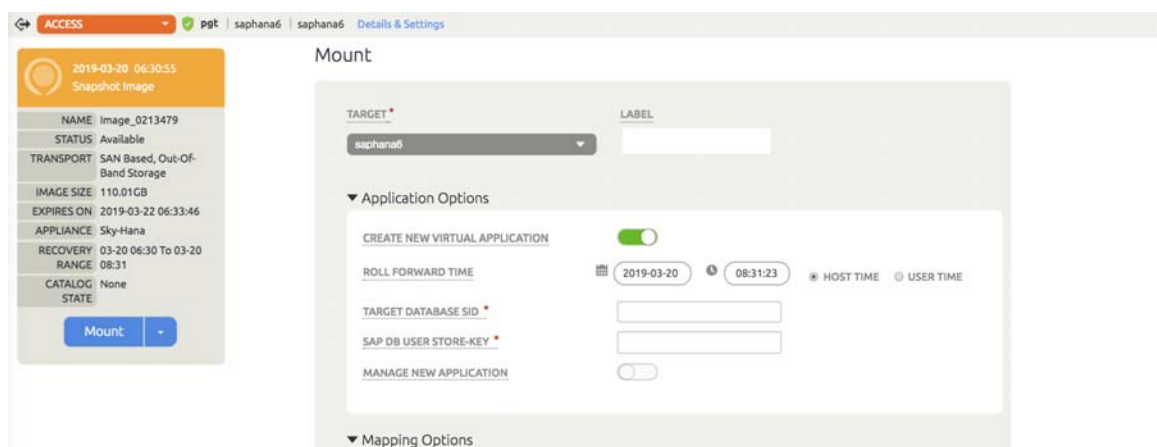 ACCESS pgt saphana6 saphana6 Details & Settings
Mount
2019-03-20 06:30:55
Snapshot Image
NAME Image_0213479
STATUS Available
TRANSPORT SAN Based, Out-Of-
Band Storage
IMAGE SIZE 110.01GB
EXPIRES ON 2019-03-22 06:33:46
APPLIANCE Sky-Hana
RECOVERY 03-20 06:30 To 03-20
RANGE 08:31
CATALOG None
STATE
Mount
TARGET * LABEL
saphana6
Application Options
CREATE NEW VIRTUAL APPLICATION
ROLL FORWARD TIME 2019-03-20 08:31:23 HOST TIME USER TIME
TARGET DATABASE SID *
SAP DB USER STORE-KEY *
MANAGE NEW APPLICATION
Mapping Options